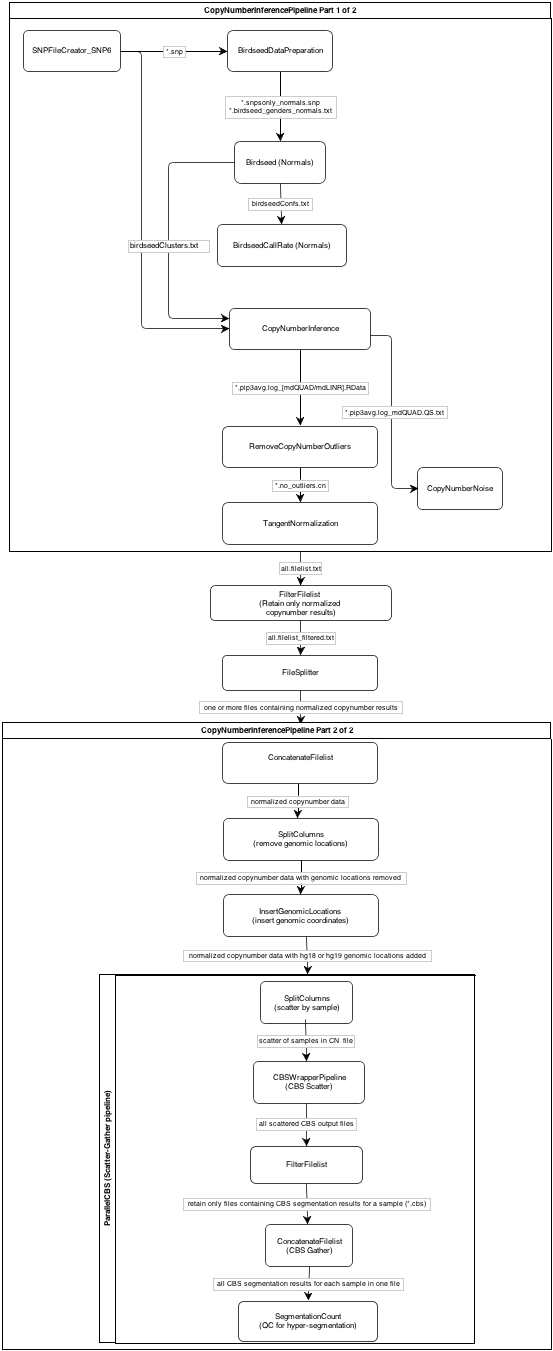 CopyNumberInferencePipeline Part 1 of 2
SNPFileCreator_SNP6
*.snp
BirdseedDataPreparation
*.snpsonly_normals.snp
*.birdseed_genders_normals.txt
Birdseed (Normals)
birdseedConfs.txt
birdseedClusters.txt
BirdseedCallRate (Normals)
CopyNumberInference
*.pip3avg.log_[mdQUAD/mdLINR].RData
*.pip3avg.log_mdQUAD.QS.txt
RemoveCopyNumberOutliers
*.no_outliers.cn
CopyNumberNoise
TangentNormalization
all.filelist.txt
FilterFilelist
(Retain only normalized
copynumber results)
all.filelist_filtered.txt
FileSplitter
one or more files containing normalized copynumber results
CopyNumberInferencePipeline Part 2 of 2
ConcatenateFilelist
normalized copynumber data
SplitColumns
(remove genomic locations)
normalized copynumber data with genomic locations removed
InsertGenomicLocations
(insert genomic coordinates)
normalized copynumber data with hg18 or hg19 genomic locations added
ParallelCBS (Scatter-Gather pipeline)
SplitColumns
(scatter by sample)
scatter of samples in CN file
CBSWrapperPipeline
(CBS Scatter)
all scattered CBS output files
FilterFilelist
retain only files containing CBS segmentation results for a sample (*.cbs)
ConcatenateFilelist
(CBS Gather)
all CBS segmentation results for each sample in one file
SegmentationCount
(QC for hyper-segmentation)